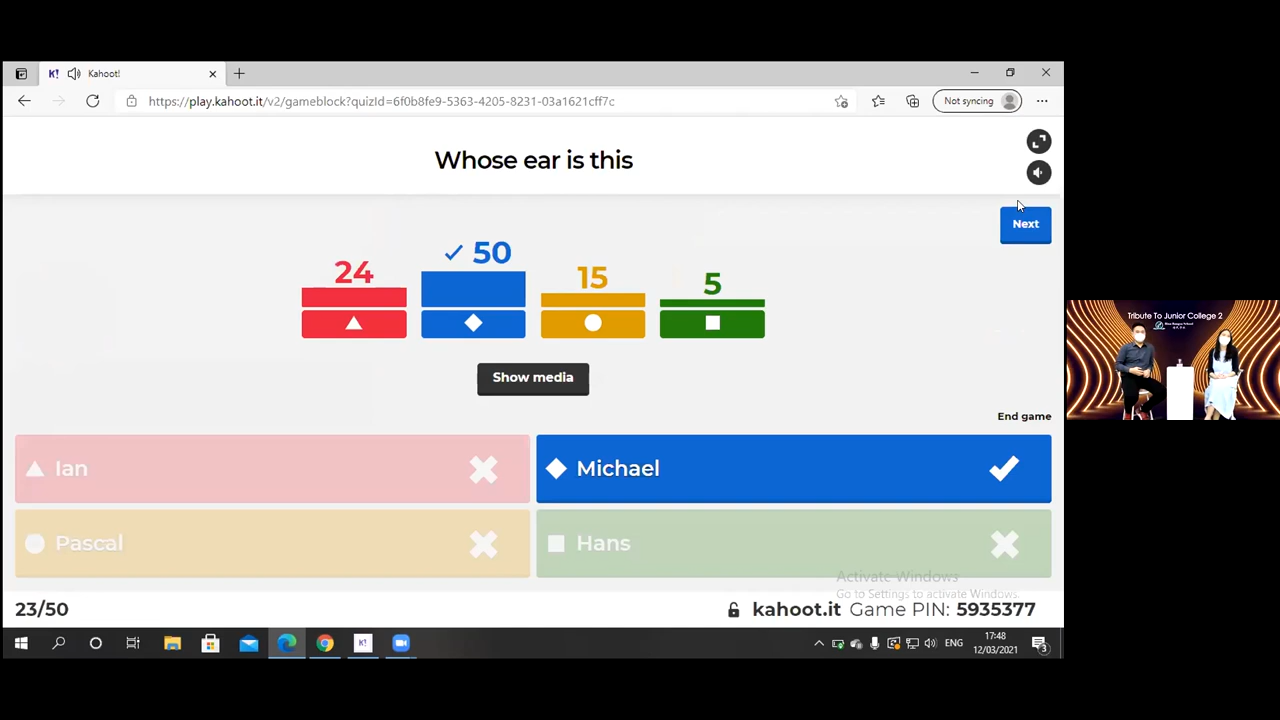 Kahoot!
https://play.kahoot.it/v2/gameblock?quizId=6f0b8fe9-5363-4205-8231-03a1621cff7c
Not syncing
Whose ear is this
Next
24
50
15
5
Show media
End game
Ian
Michael
Pascal
Hans
Activate Windows
Go to Settings to activate Windows.
23/50
kahoot.it Game PIN: 5935377
ENG
17:48
12/03/2021
3
Tribute To Junior College 2